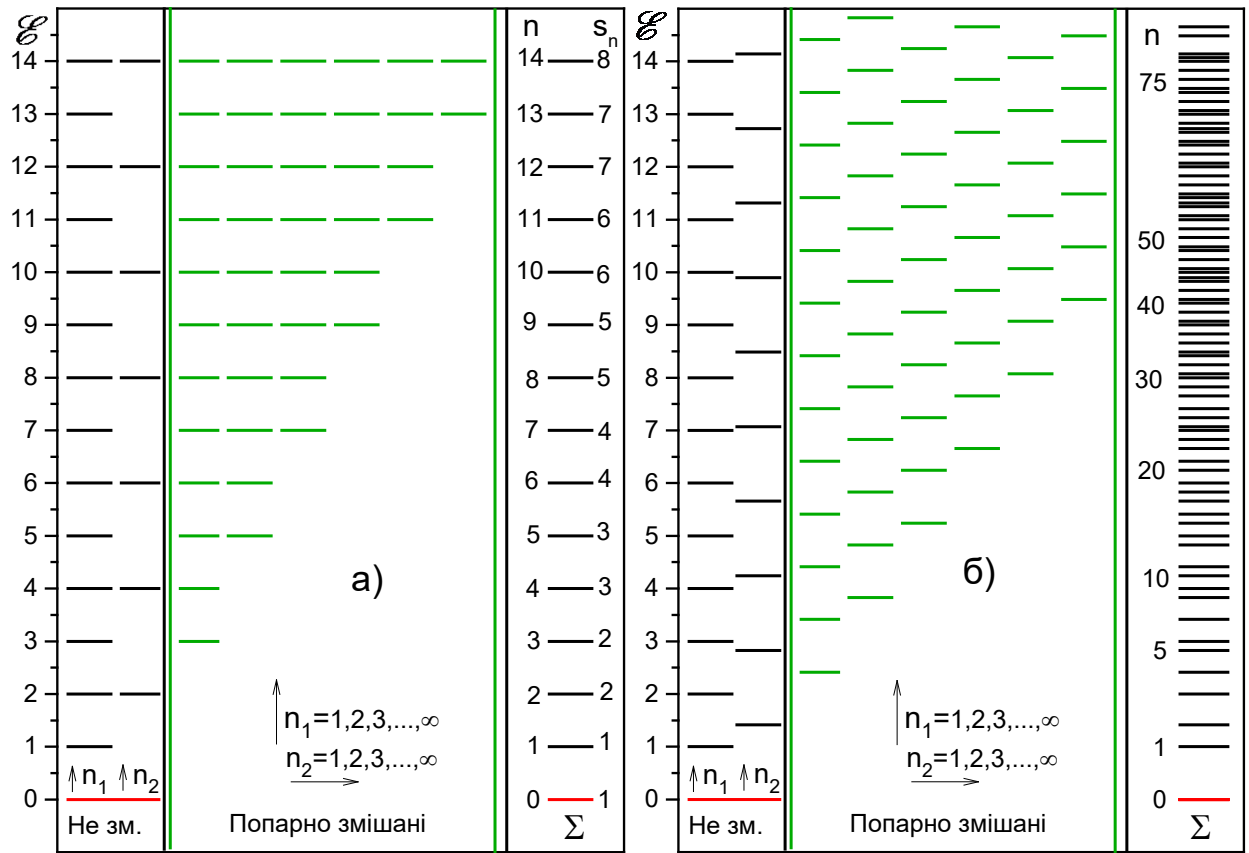 ℰ n sₙ
14 14 8
13 13 7
12 12 7
11 11 6
10 10 6
9 9 5
8 8 5
7 7 4
6 6 4
5 5 3
а)
4 4 3
3 3 2
2 2 2
n₁=1,2,3,...,∞
1 n₂=1,2,3,...,∞ 1 1
n₁ n₂
0 0 1
Не зм. Попарно змішані Σ
ℰ n
14
75
13
12
11
50
10
40
9
8 30
7
6 20
5
б)
4 10
3 5
2
n₁=1,2,3,...,∞
1 n₂=1,2,3,...,∞ 1
n₁ n₂
0 0
Не зм. Попарно змішані Σ